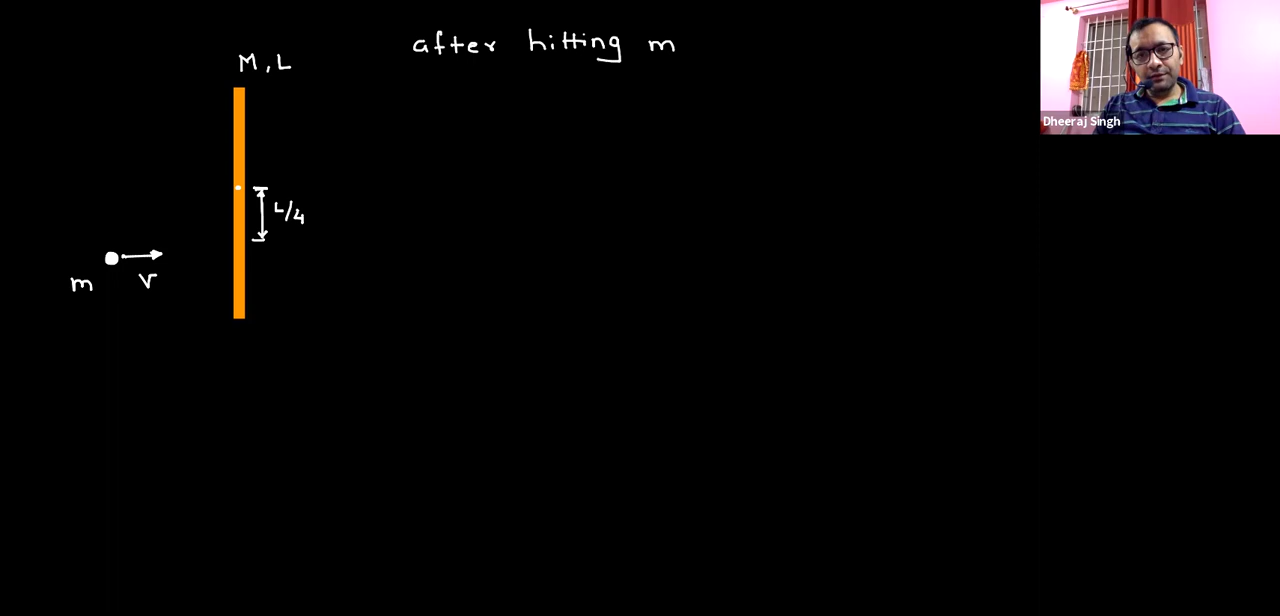 after hitting m
M, L
L/4
m
v
Dheeraj Singh